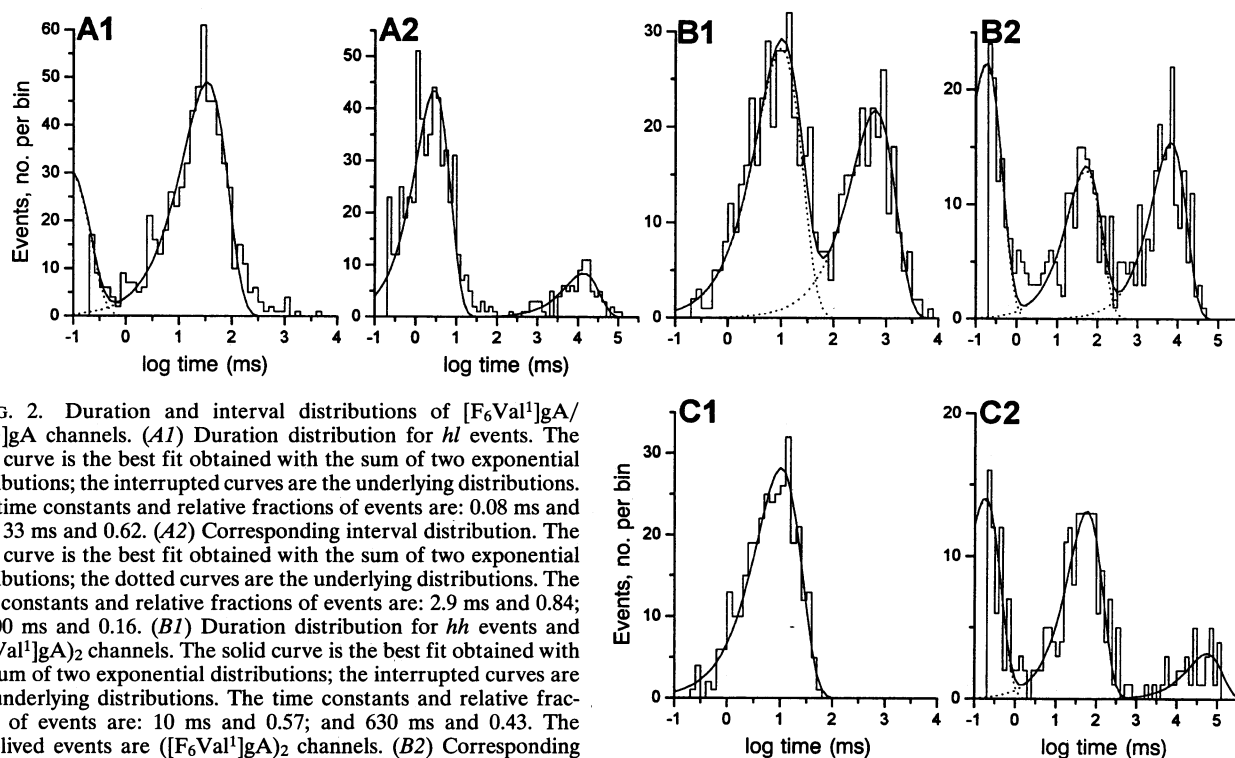 A1
A2
B1
B2
Events, no. per bin
60
50
40
30
20
10
0
-1 0 1 2 3 4
log time (ms)
50
40
30
20
10
0
-1 0 1 2 3 4 5
log time (ms)
30
20
10
0
-1 0 1 2 3 4
20
10
0
-1 0 1 2 3 4 5
G. 2. Duration and interval distributions of [F₆Val¹]gA/
]gA channels. (A1) Duration distribution for hl events. The
curve is the best fit obtained with the sum of two exponential
butions; the interrupted curves are the underlying distributions.
time constants and relative fractions of events are: 0.08 ms and
33 ms and 0.62. (A2) Corresponding interval distribution. The
curve is the best fit obtained with the sum of two exponential
butions; the dotted curves are the underlying distributions. The
constants and relative fractions of events are: 2.9 ms and 0.84;
00 ms and 0.16. (B1) Duration distribution for hh events and
Val¹]gA)₂ channels. The solid curve is the best fit obtained with
um of two exponential distributions; the interrupted curves are
underlying distributions. The time constants and relative frac-
of events are: 10 ms and 0.57; and 630 ms and 0.43. The
lived events are ([F₆Val¹]gA)₂ channels. (B2) Corresponding
C1
C2
Events, no. per bin
30
20
10
0
-1 0 1 2 3 4
log time (ms)
20
10
0
-1 0 1 2 3 4 5
log time (ms)